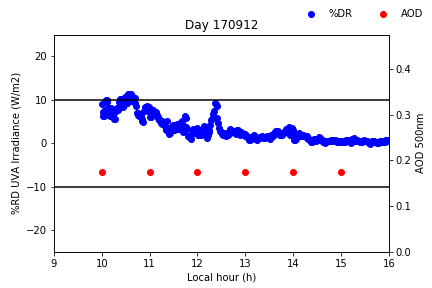 %DR AOD
Day 170912
%RD UVA Irradiance (W/m2)
20
10
0
−10
−20
AOD 500nm
0.4
0.3
0.2
0.1
0.0
9 10 11 12 13 14 15 16
Local hour (h)